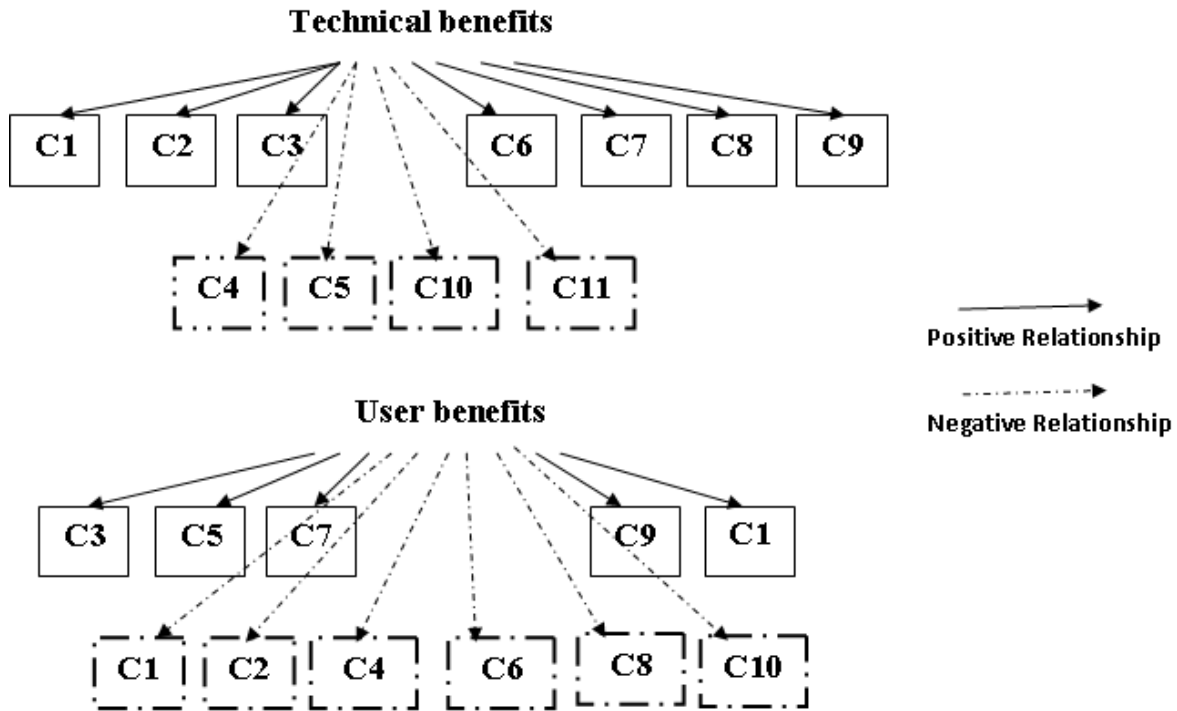 Technical benefits
C1 C2 C3 C6 C7 C8 C9
C4 C5 C10 C11
Positive Relationship
User benefits
Negative Relationship
C3 C5 C7 C9 C1
C1 C2 C4 C6 C8 C10